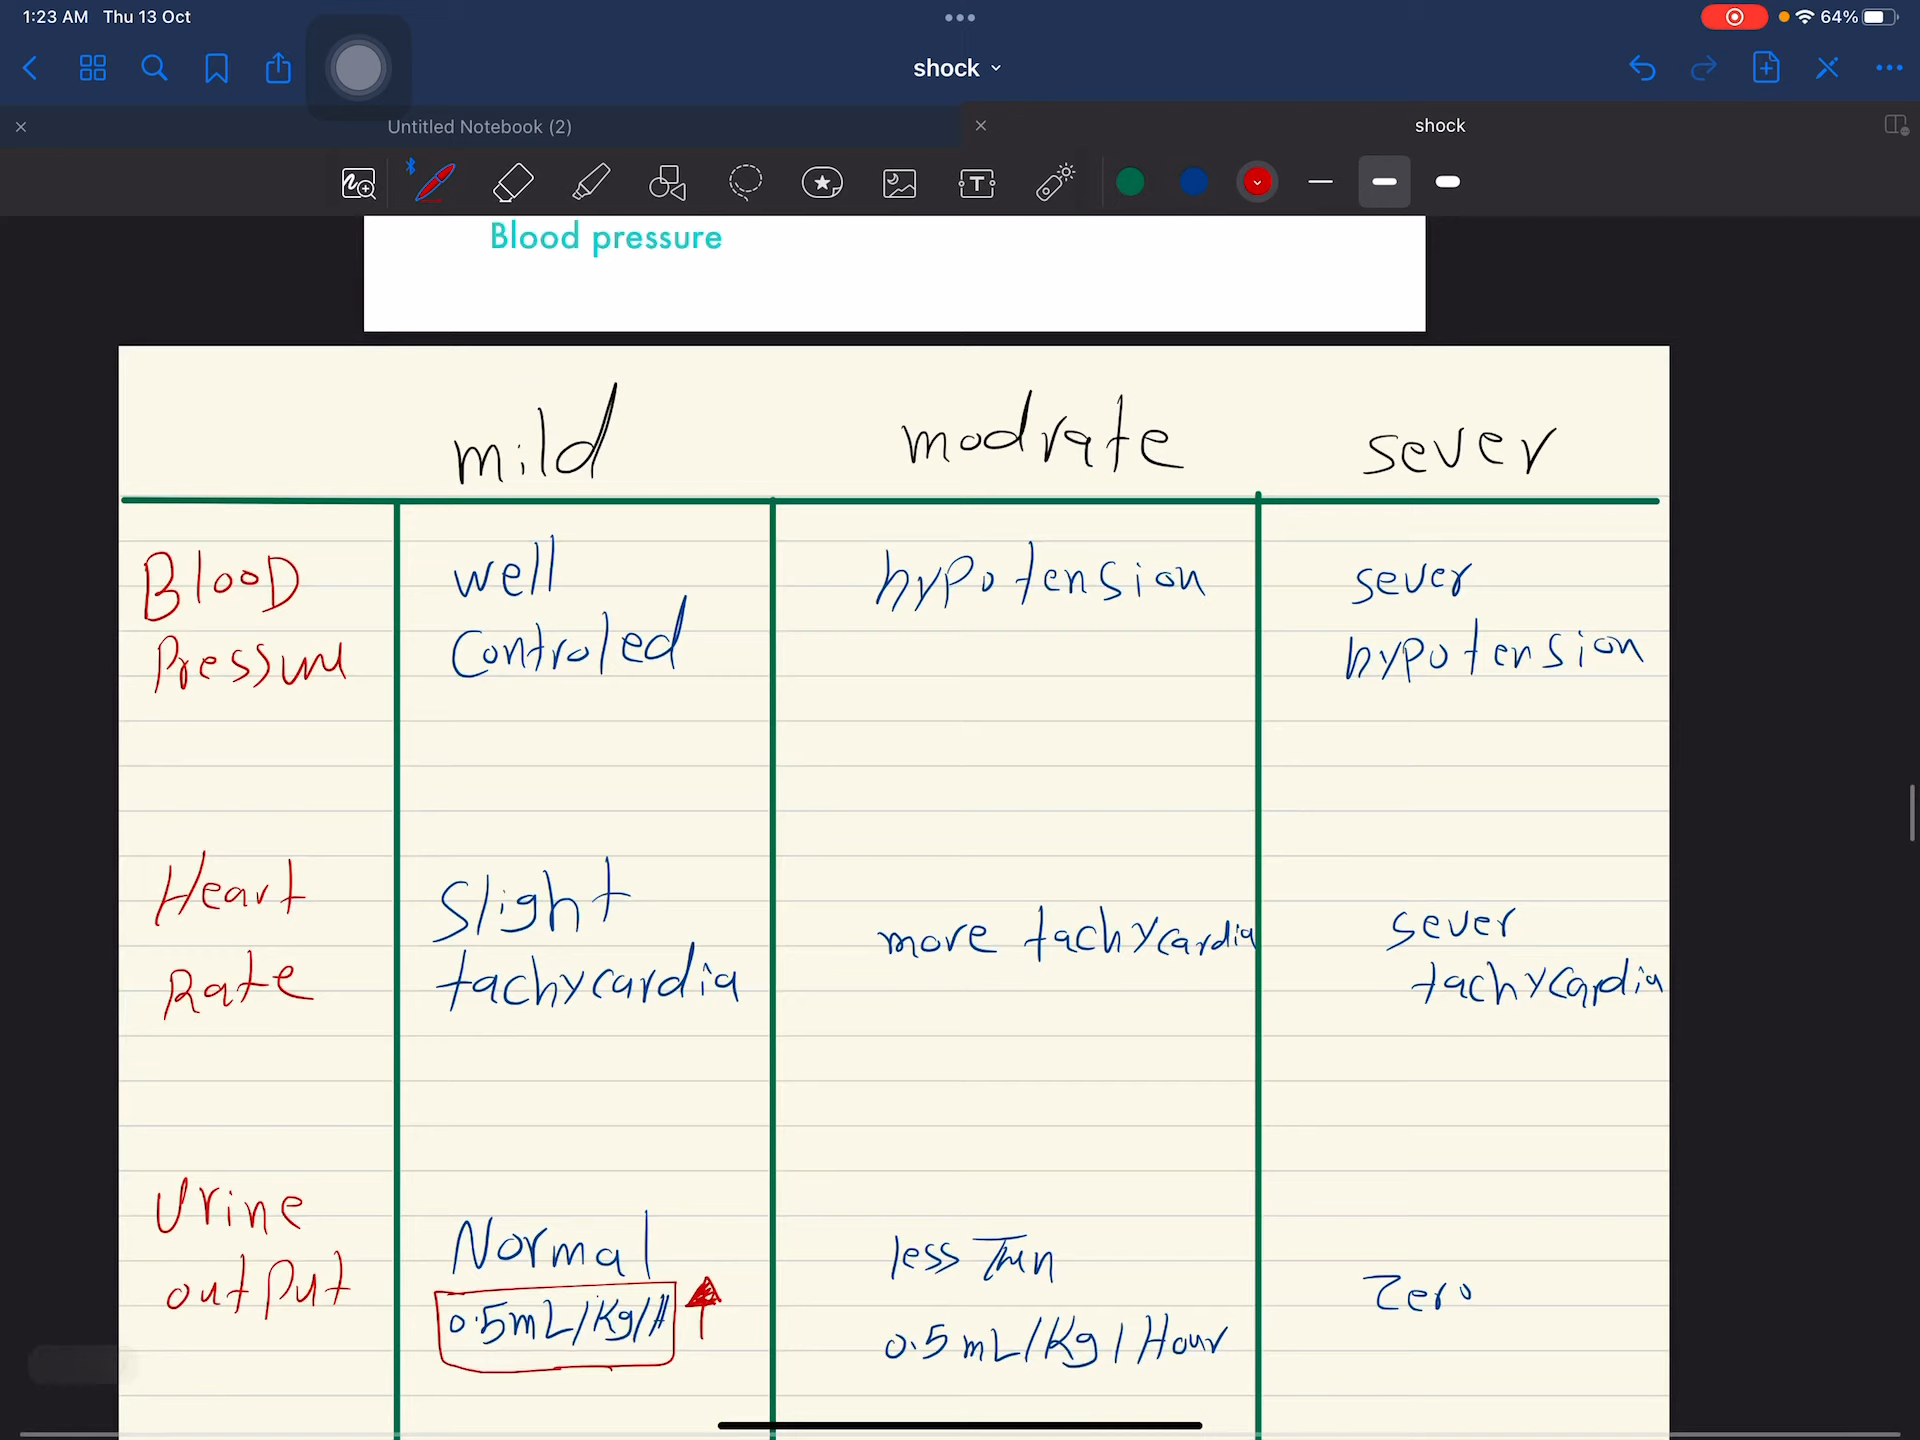 1:23 AM Thu 13 Oct
64%
shock
Untitled Notebook (2)
shock
Blood pressure
mild modrate sever
BlooD Pressure
well Controled
hypotension
sever hypotension
Heart Rate
Slight tachycardia
more tachycardia
sever tachycardia
Urine out Put
Normal
0.5mL/Kg/H
less Than
0.5 mL/Kg/Hour
Zero